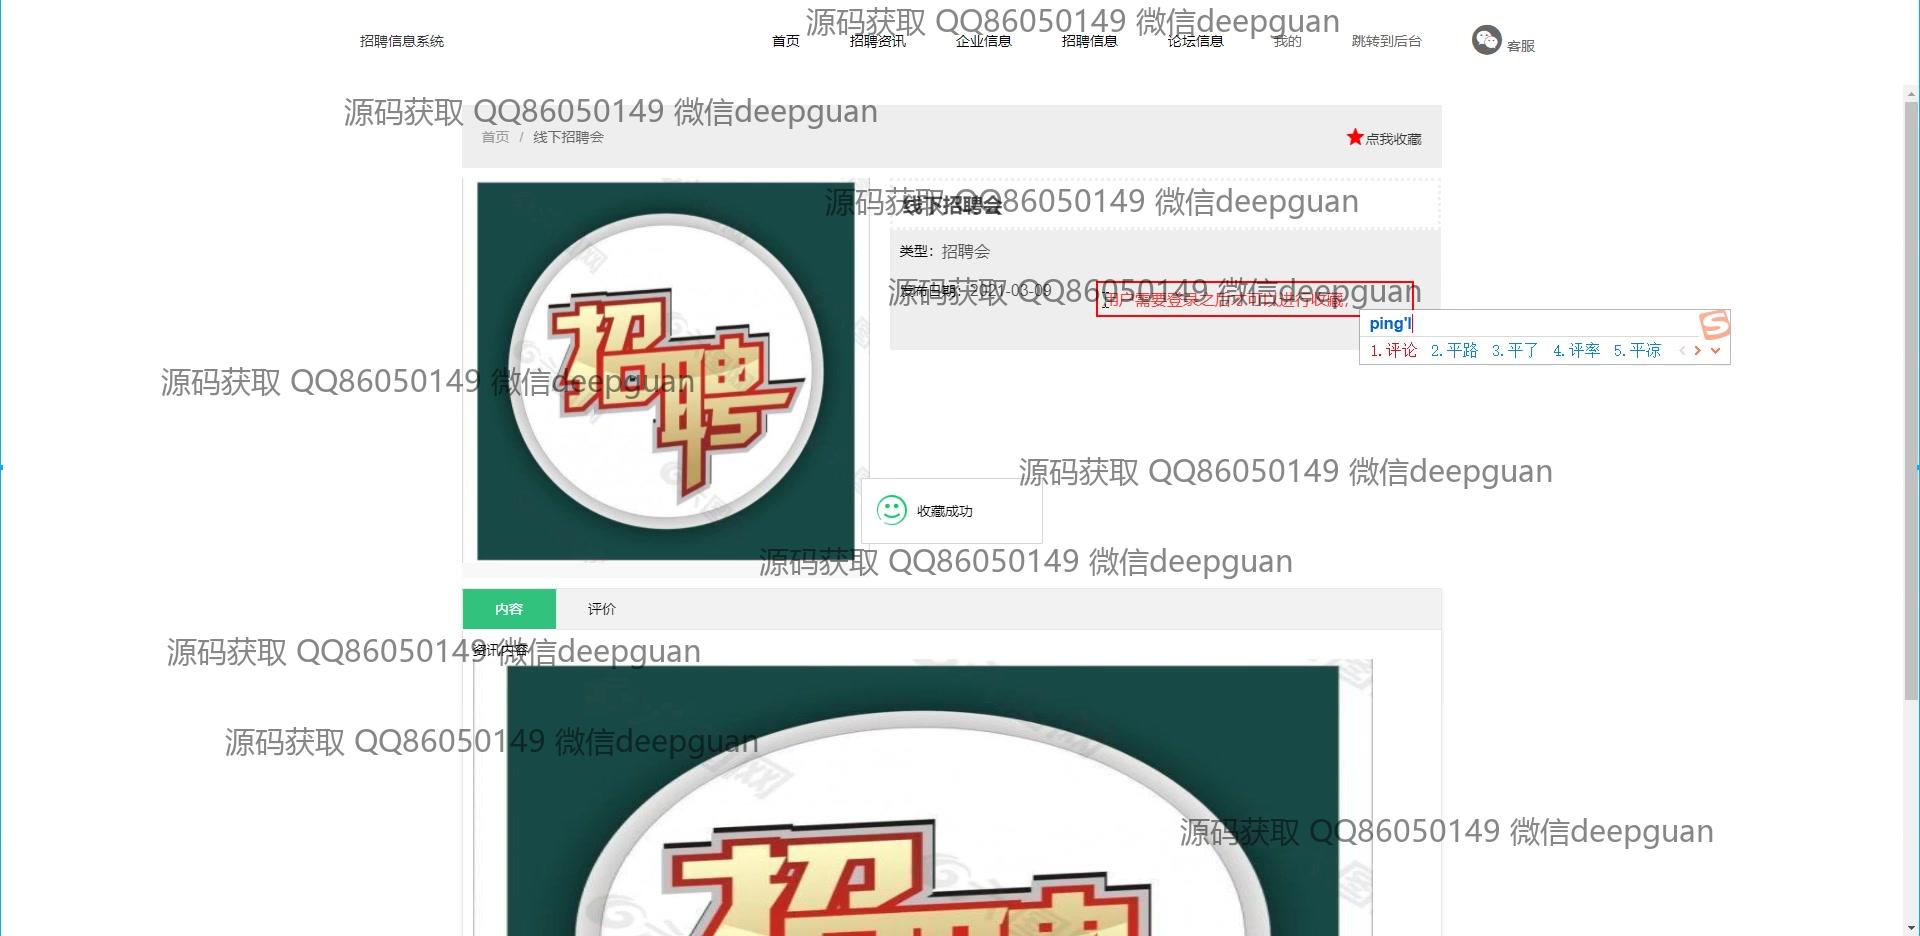 源码获取 QQ86050149 微信deepguan
招聘信息系统 首页 招聘资讯 企业信息 招聘信息 论坛信息 我的 跳转到后台 客服
源码获取 QQ86050149 微信deepguan
首页 / 线下招聘会 点我收藏
源码获取 QQ86050149 微信deepguan
线下招聘会
类型：招聘会
源码获取 QQ86050149 微信deepguan
发布日期：2021-03-09
用户需要登录之后才可以进行收藏，
ping'l
1.评论 2.平路 3.平了 4.评率 5.平凉
招聘
源码获取 QQ86050149 微信deepguan
源码获取 QQ86050149 微信deepguan
收藏成功
源码获取 QQ86050149 微信deepguan
内容 评价
资讯内容
源码获取 QQ86050149 微信deepguan
源码获取 QQ86050149 微信deepguan
源码获取 QQ86050149 微信deepguan
招聘